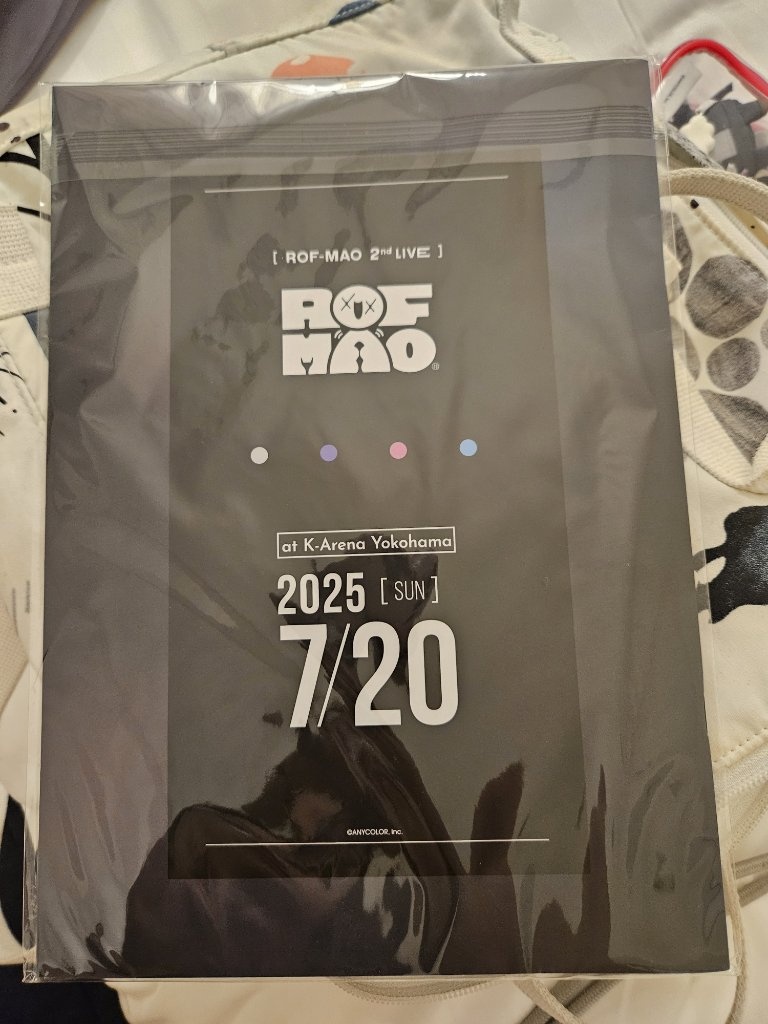 [ ROF-MAO 2nd LIVE ]
ROF
MAO®
at K-Arena Yokohama
2025 [ SUN ]
7/20
©ANYCOLOR, Inc.